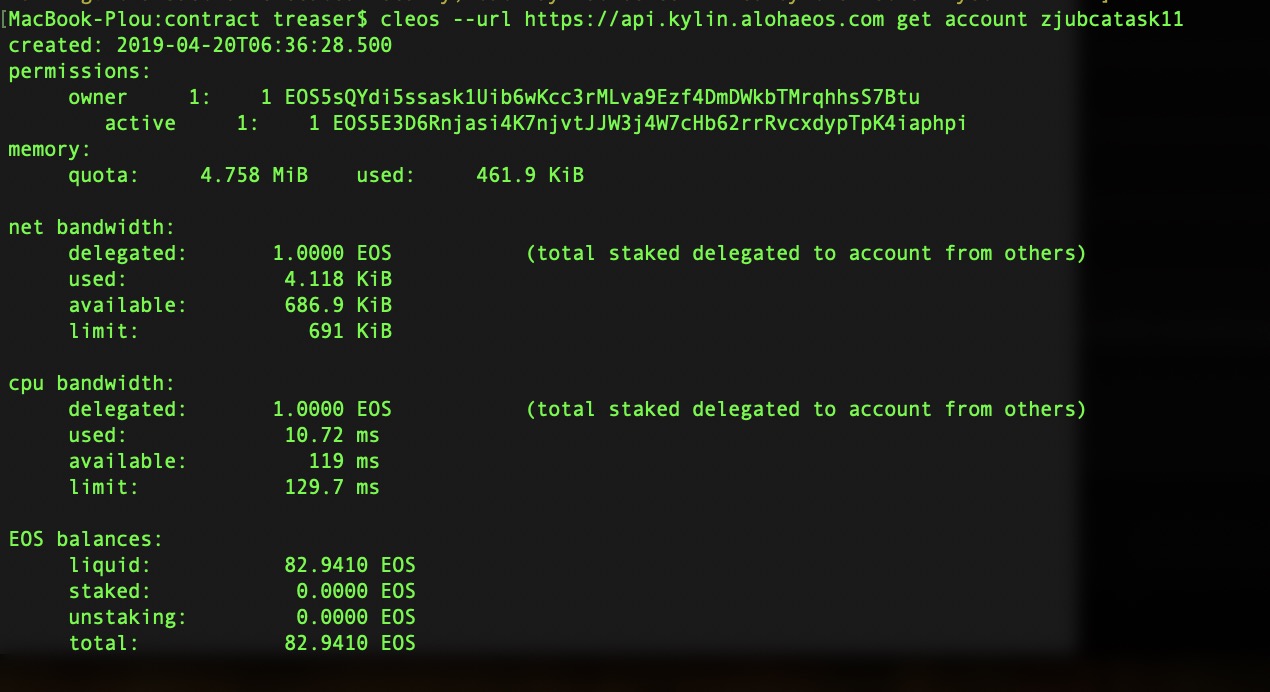 [MacBook-Plou:contract treaser$ cleos --url https://api.kylin.alohaeos.com get account zjubcatask11
created: 2019-04-20T06:36:28.500
permissions:
owner 1: 1 EOS5sQYdi5ssask1Uib6wKcc3rMLva9Ezf4DmDWkbTMrqhhsS7Btu
active 1: 1 EOS5E3D6Rnjasi4K7njvtJJW3j4W7cHb62rrRvcxdypTpK4iaphpi
memory:
quota: 4.758 MiB used: 461.9 KiB
net bandwidth:
delegated: 1.0000 EOS (total staked delegated to account from others)
used: 4.118 KiB
available: 686.9 KiB
limit: 691 KiB
cpu bandwidth:
delegated: 1.0000 EOS (total staked delegated to account from others)
used: 10.72 ms
available: 119 ms
limit: 129.7 ms
EOS balances:
liquid: 82.9410 EOS
staked: 0.0000 EOS
unstaking: 0.0000 EOS
total: 82.9410 EOS